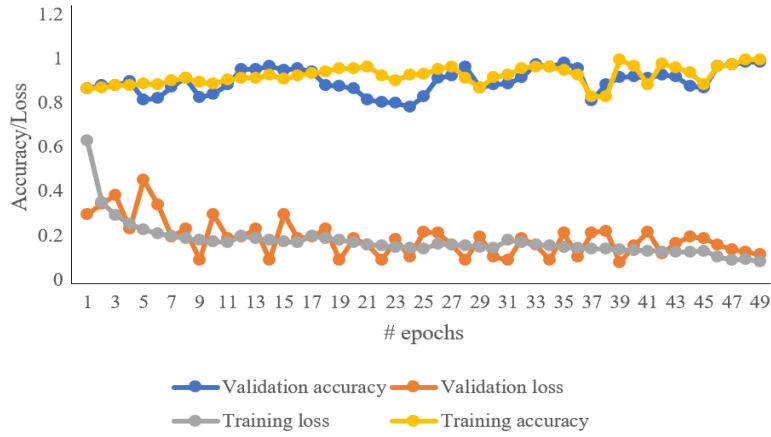 1.2
1
0.8
0.6
0.4
0.2
0
Accuracy/Loss
1 3 5 7 9 11 13 15 17 19 21 23 25 27 29 31 33 35 37 39 41 43 45 47 49
# epochs
Validation accuracy Validation loss
Training loss Training accuracy